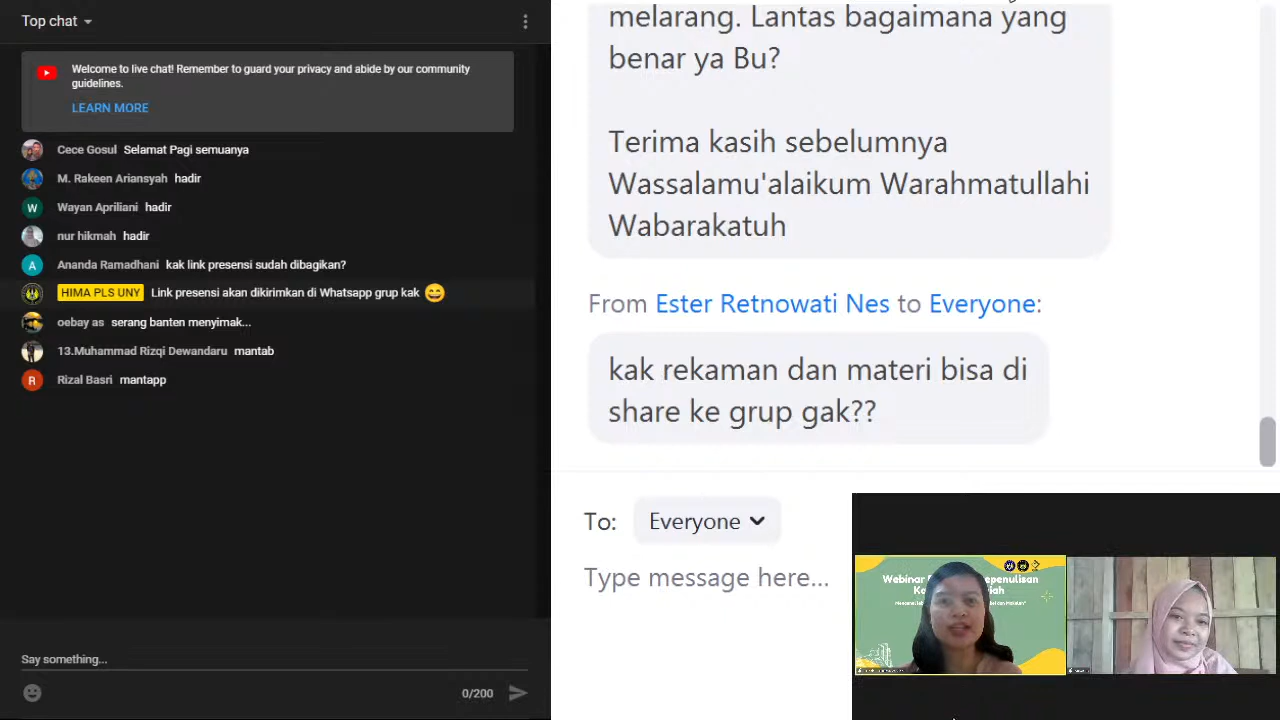 Top chat
Welcome to live chat! Remember to guard your privacy and abide by our community
guidelines.
LEARN MORE
Cece Gosul Selamat Pagi semuanya
M. Rakeen Ariansyah hadir
W Wayan Apriliani hadir
nur hikmah hadir
A Ananda Ramadhani kak link presensi sudah dibagikan?
HIMA PLS UNY Link presensi akan dikirimkan di Whatsapp grup kak 😄
oebay as serang banten menyimak...
13.Muhammad Rizqi Dewandaru mantab
R Rizal Basri mantapp
Say something...
0/200
melarang. Lantas bagaimana yang
benar ya Bu?
Terima kasih sebelumnya
Wassalamu'alaikum Warahmatullahi
Wabarakatuh
From Ester Retnowati Nes to Everyone:
kak rekaman dan materi bisa di
share ke grup gak??
To: Everyone
Type message here...
Webinar